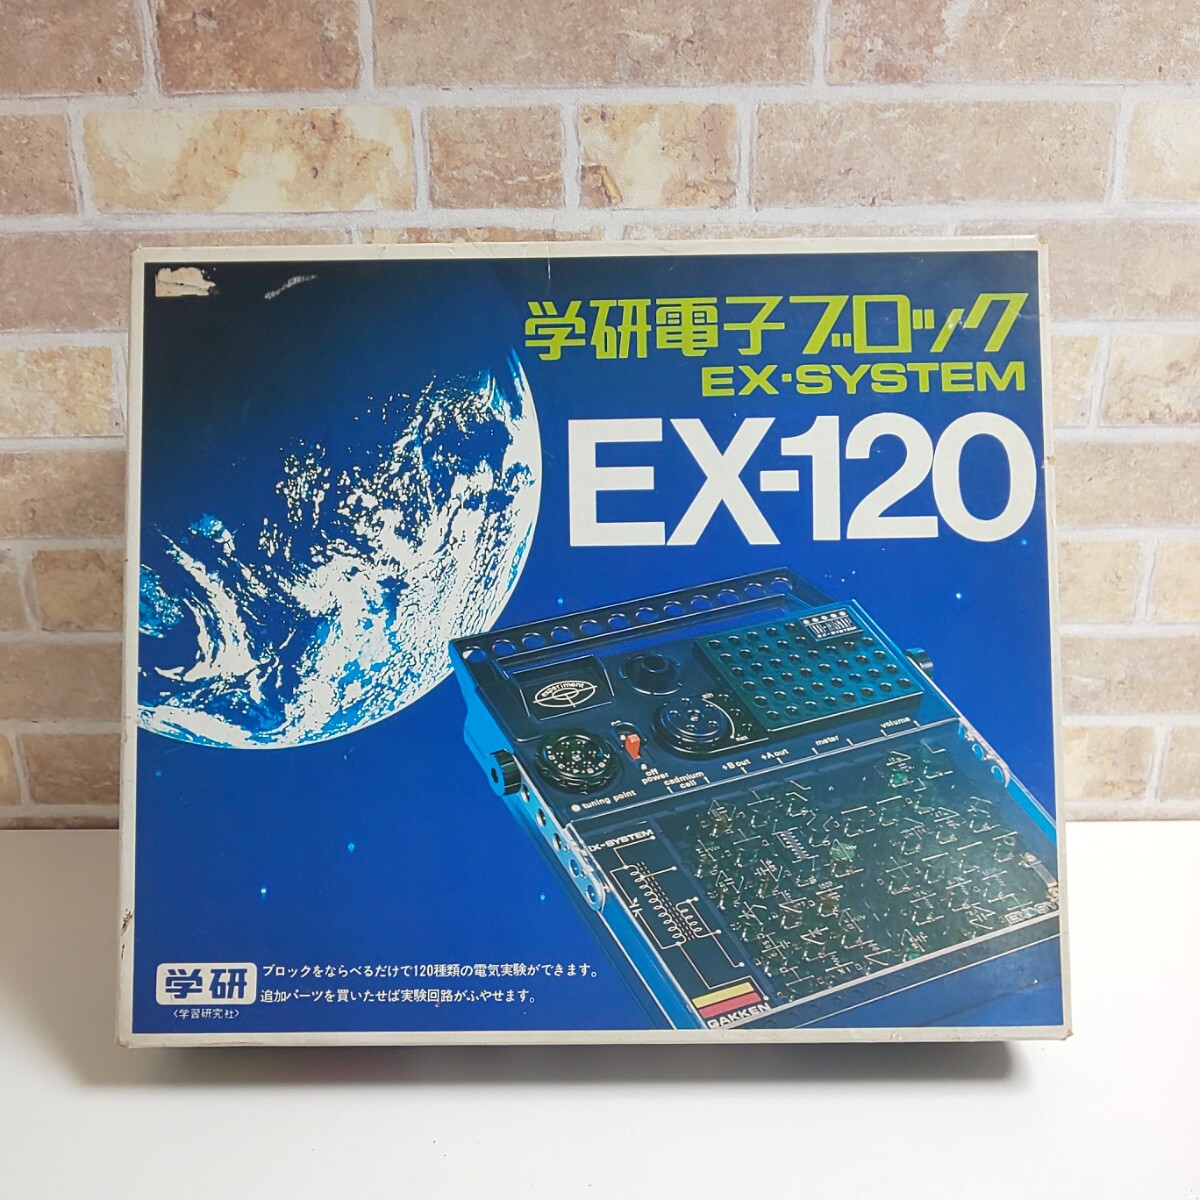 学研電子ブロック
EX·SYSTEM
EX-120
EX-SYSTEM
experiment
volume
meter
+A out
+B out
cadmium
cell
off
power
tuning point
X-SYSTEM
GAKKEN
学研
〈学習研究社〉
ブロックをならべるだけで120種類の電気実験ができます。
追加パーツを買いたせば実験回路がふやせます。